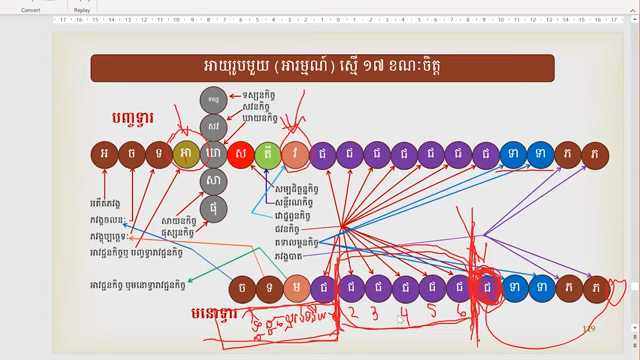 Convert
Replay
អាយុរូបមួយ (អារម្មណ៍) ស្មើ ១៧ ខណៈចិត្ត
បញ្ចទ្វារ
ទស្សនកិច្ច
សវនកិច្ច
ឃាយនកិច្ច
អ ច ទ អា ឃា ស តី វ ជ ជ ជ ជ ជ ជ ជ ទា ទា ភ ភ
សវ
សា
ផុ
អតីតភវង្គ
ភវង្គចលនៈ
ភវង្គុបច្ឆេទៈ
សាយនកិច្ច
ផុសនកិច្ច
សម្បដិច្ឆនកិច្ច
សន្តីរណកិច្ច
វោដ្ឋព្វនកិច្ច
ជវនកិច្ច
តទាលម្ពនកិច្ច
ភវង្គបាត
អាវជ្ជនកិច្ចឬ បញ្ចទ្វារាវជ្ជនកិច្ច
អាវជ្ជនកិច្ច ឬមនោទ្វារាវជ្ជនកិច្ច
ច ទ ម ជ ជ ជ ជ ជ ជ ជ ទា ទា ភ ភ
មនោទ្វារ
2 3 4 5 6
119